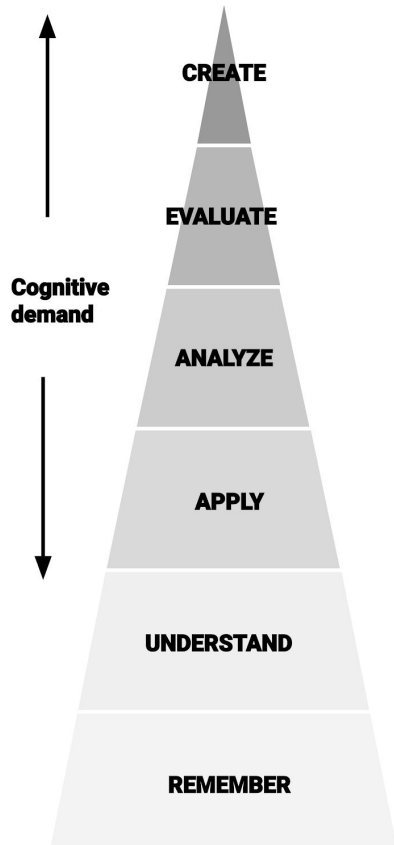 CREATE
EVALUATE
Cognitive
demand
ANALYZE
APPLY
UNDERSTAND
REMEMBER